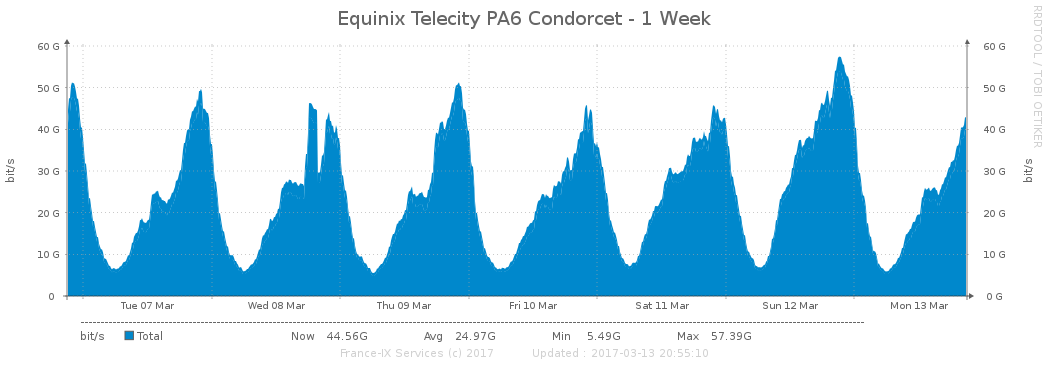 Equinix Telecity PA6 Condorcet - 1 Week
RRDTOOL / TOBI OETIKER
60 G 60 G
50 G 50 G
40 G 40 G
30 G 30 G
20 G 20 G
10 G 10 G
0 0 G
bit/s
bit/s
Tue 07 Mar Wed 08 Mar Thu 09 Mar Fri 10 Mar Sat 11 Mar Sun 12 Mar Mon 13 Mar
bit/s Total Now 44.56G Avg 24.97G Min 5.49G Max 57.39G
France-IX Services (c) 2017 Updated : 2017-03-13 20:55:10